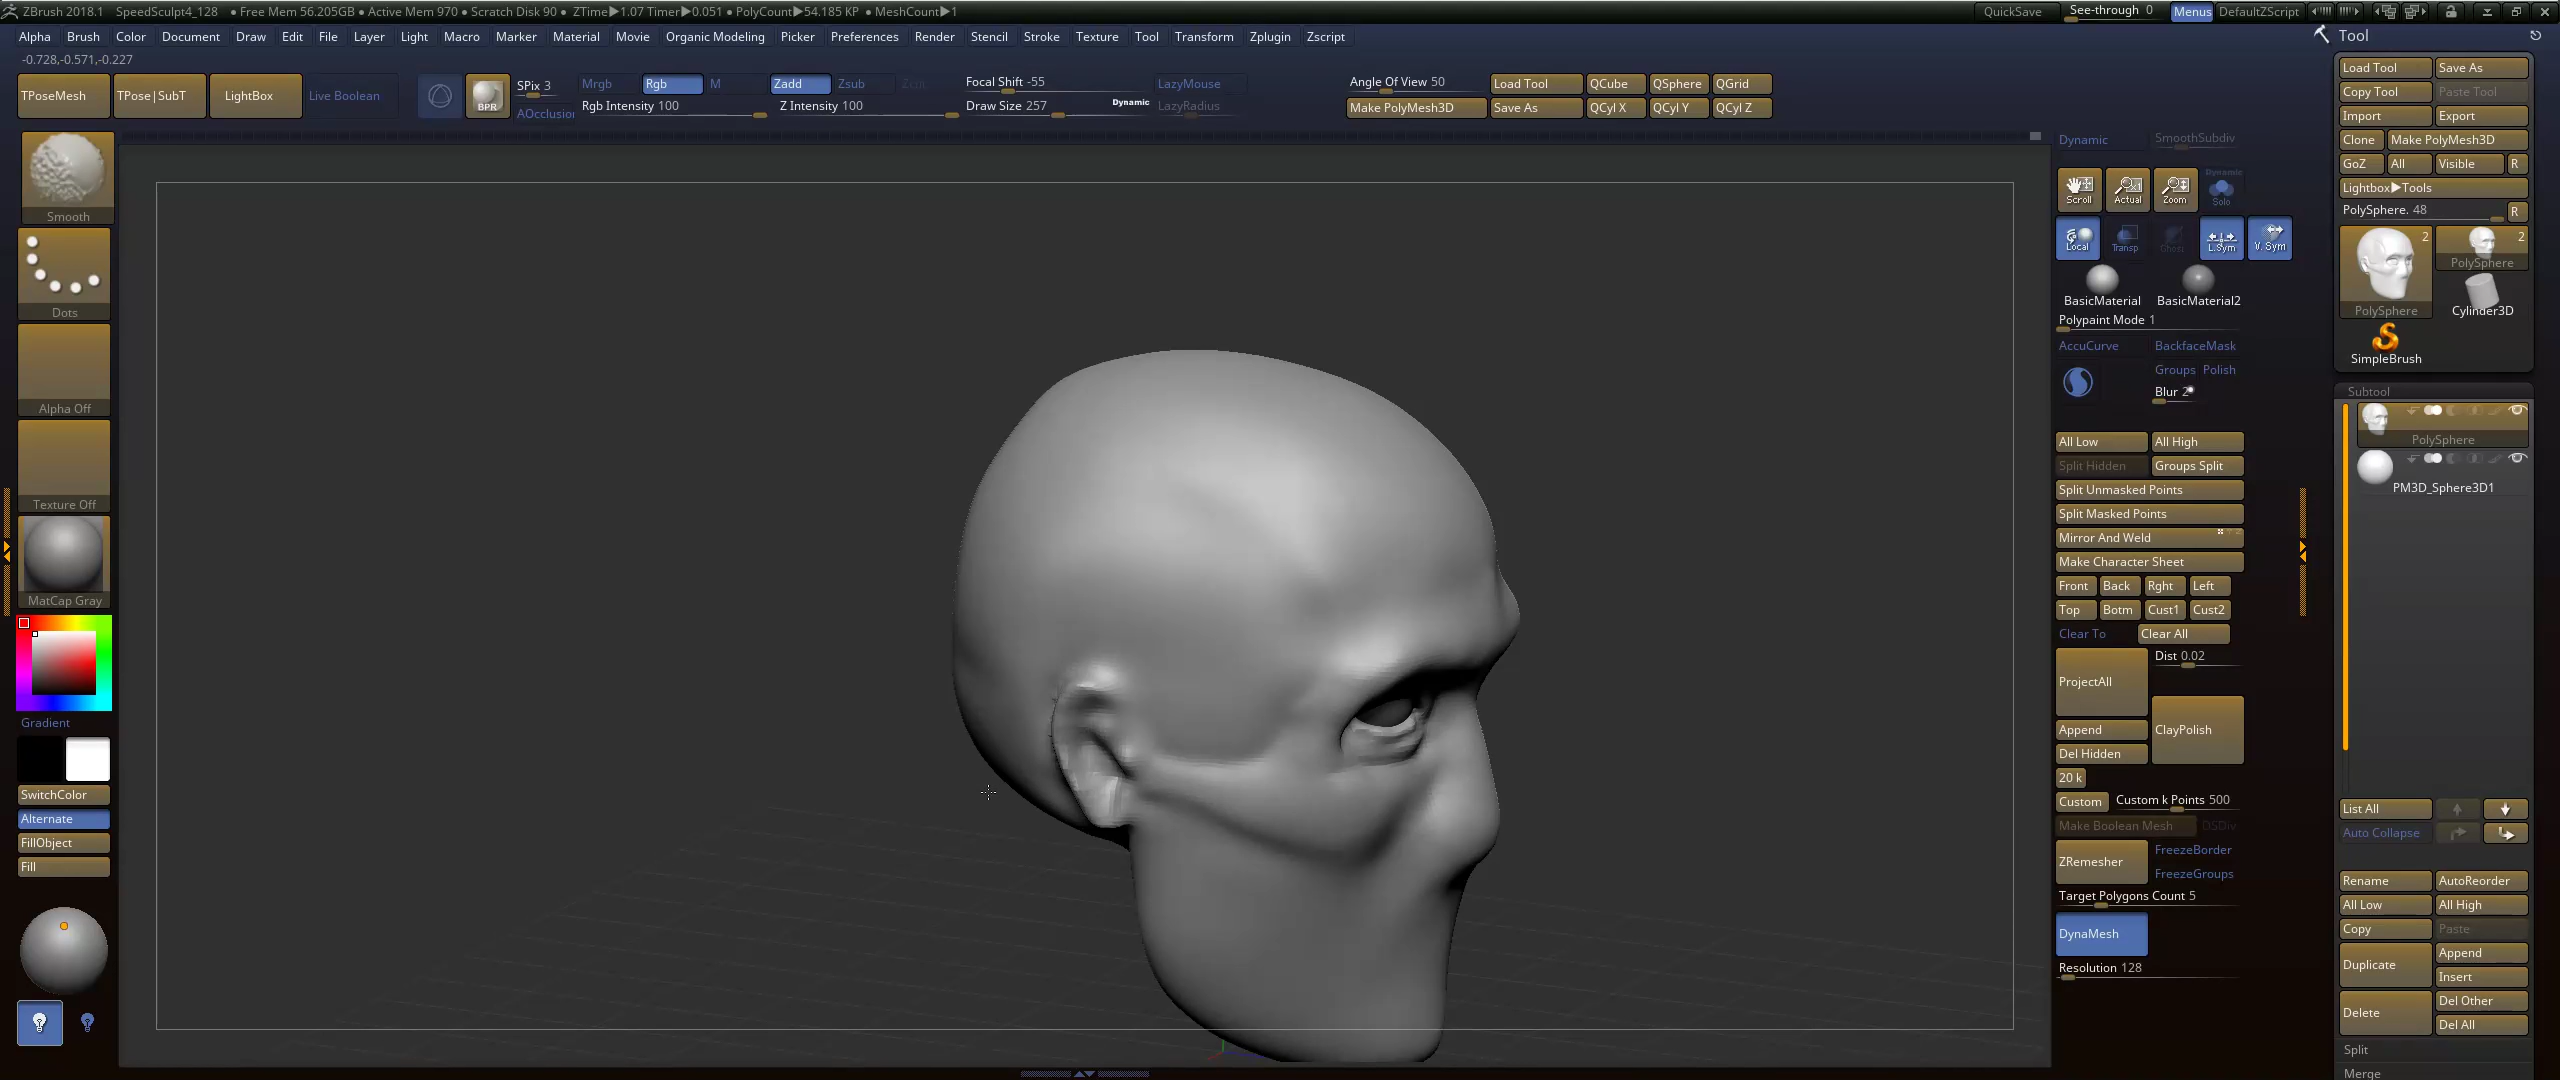 ZBrush 2018.1 SpeedSculpt4_128 ● Free Mem 56.205GB ● Active Mem 970 ● Scratch Disk 90 ● ZTime▶1.07 Timer▶0.051 ● PolyCount▶54.185 KP ● MeshCount▶1 QuickSave See-through 0 Menus DefaultZScript
Alpha Brush Color Document Draw Edit File Layer Light Macro Marker Material Movie Organic Modeling Picker Preferences Render Stencil Stroke Texture Tool Transform Zplugin Zscript
-0.728,-0.571,-0.227
TPoseMesh TPose|SubT LightBox Live Boolean
BPR
SPix 3 Mrgb Rgb M Zadd Zsub Focal Shift -55 LazyMouse Angle Of View 50 Load Tool QCube QSphere QGrid
AOcclusion Rgb Intensity 100 Z Intensity 100 Draw Size 257 Dynamic LazyRadius Make PolyMesh3D Save As QCyl X QCyl Y QCyl Z
Smooth
Dots
Alpha Off
Texture Off
MatCap Gray
Gradient
SwitchColor
Alternate
FillObject
Fill
Dynamic SmoothSubdiv
Scroll Actual Zoom Dynamic Solo
Local Transp Ghost L.Sym V. Sym
BasicMaterial BasicMaterial2
Polypaint Mode 1
AccuCurve BackfaceMask
Groups Polish
Blur 2
All Low All High
Split Hidden Groups Split
Split Unmasked Points
Split Masked Points
Mirror And Weld
Make Character Sheet
Front Back Rght Left
Top Botm Cust1 Cust2
Clear To Clear All
ProjectAll Dist 0.02
Append ClayPolish
Del Hidden
20 k
Custom Custom k Points 500
Make Boolean Mesh DSDiv
ZRemesher FreezeBorder
FreezeGroups
Target Polygons Count 5
DynaMesh
Resolution 128
Tool
Load Tool Save As
Copy Tool Paste Tool
Import Export
Clone Make PolyMesh3D
GoZ All Visible R
Lightbox▶Tools
PolySphere. 48 R
2 2
PolySphere
PolySphere Cylinder3D
SimpleBrush
Subtool
PolySphere
PM3D_Sphere3D1
List All
Auto Collapse
Rename AutoReorder
All Low All High
Copy Paste
Duplicate Append
Insert
Delete Del Other
Del All
Split
Merge